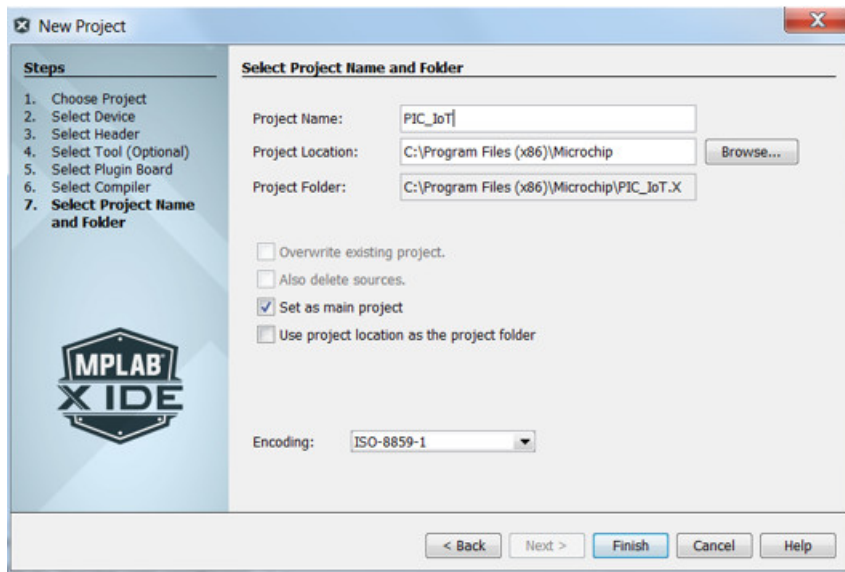 New Project
Steps
1. Choose Project
2. Select Device
3. Select Header
4. Select Tool (Optional)
5. Select Plugin Board
6. Select Compiler
7. Select Project Name
and Folder
MPLAB
X IDE
Select Project Name and Folder
Project Name: PIC_IoT
Project Location: C:\Program Files (x86)\Microchip Browse...
Project Folder: C:\Program Files (x86)\Microchip\PIC_IoT.X
Overwrite existing project.
Also delete sources.
Set as main project
Use project location as the project folder
Encoding: ISO-8859-1
< Back Next > Finish Cancel Help